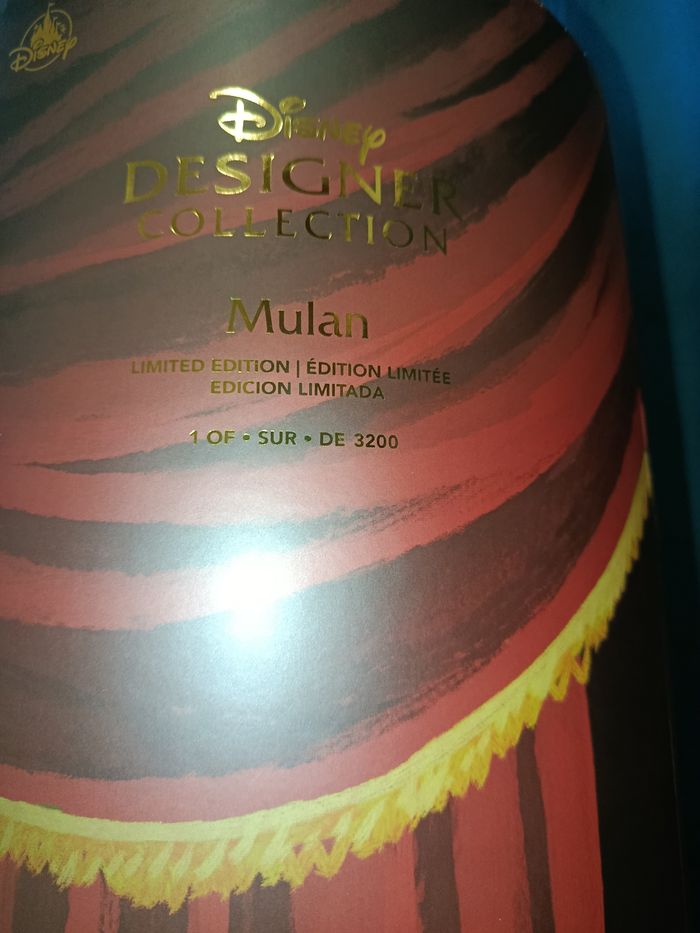 Disney
Disney
DESIGNER
COLLECTION
Mulan
LIMITED EDITION | ÉDITION LIMITÉE
EDICION LIMITADA
1 OF • SUR • DE 3200